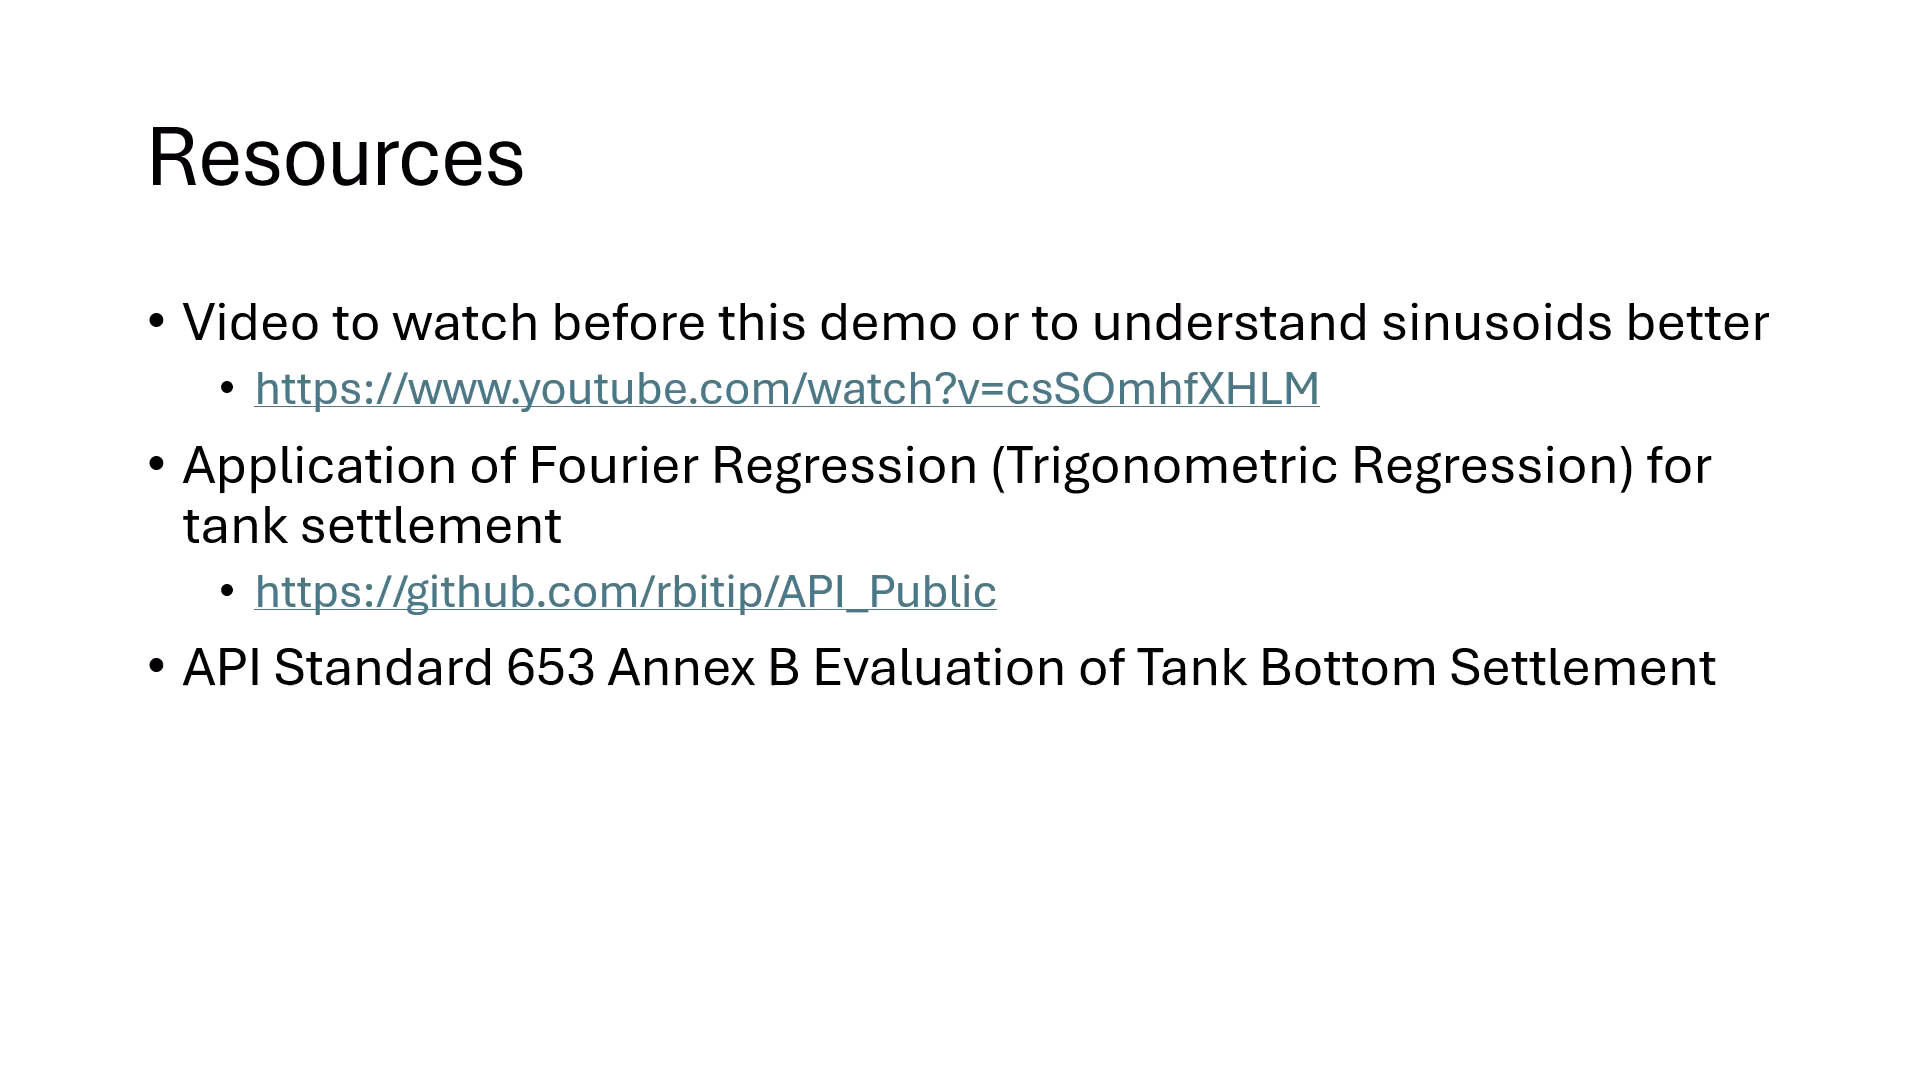 Resources
• Video to watch before this demo or to understand sinusoids better
• https://www.youtube.com/watch?v=csSOmhfXHLM
• Application of Fourier Regression (Trigonometric Regression) for
tank settlement
• https://github.com/rbitip/API_Public
• API Standard 653 Annex B Evaluation of Tank Bottom Settlement